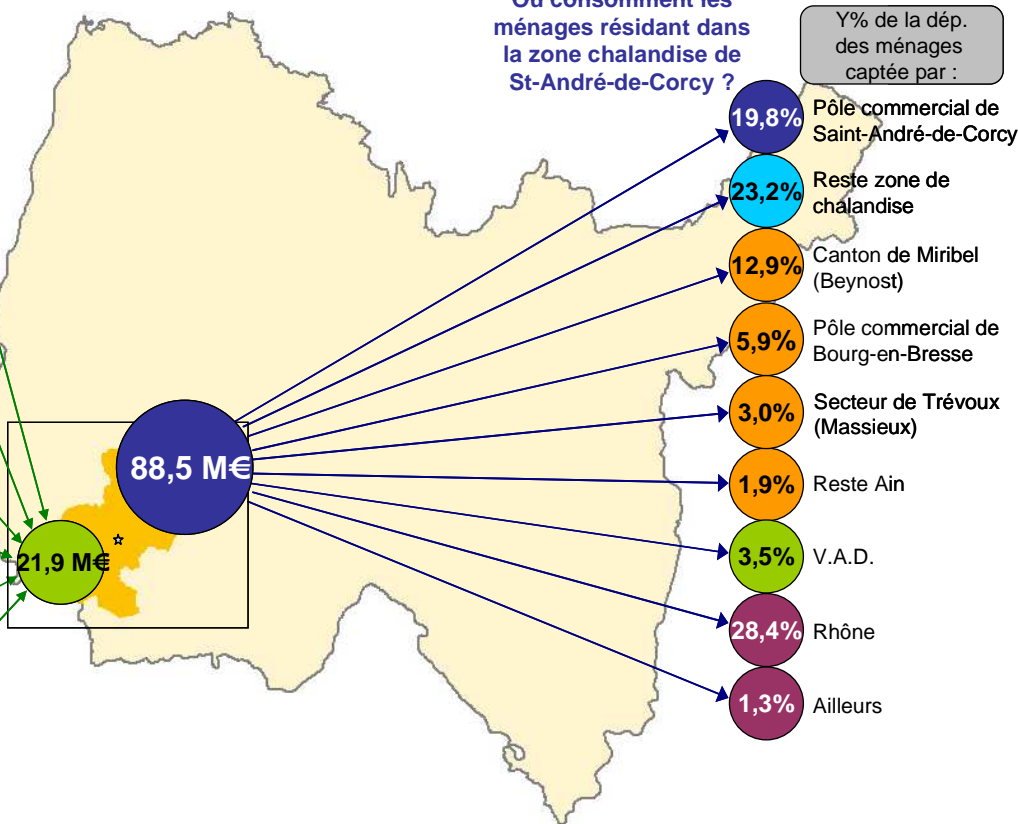 Où consomment les
ménages résidant dans
la zone chalandise de
St-André-de-Corcy ?
Y% de la dép.
des ménages
captée par :
19,8%
Pôle commercial de
Saint-André-de-Corcy
23,2%
Reste zone de
chalandise
12,9%
Canton de Miribel
(Beynost)
5,9%
Pôle commercial de
Bourg-en-Bresse
3,0%
Secteur de Trévoux
(Massieux)
1,9%
Reste Ain
3,5%
V.A.D.
28,4%
Rhône
1,3%
Ailleurs
88,5 M€
21,9 M€